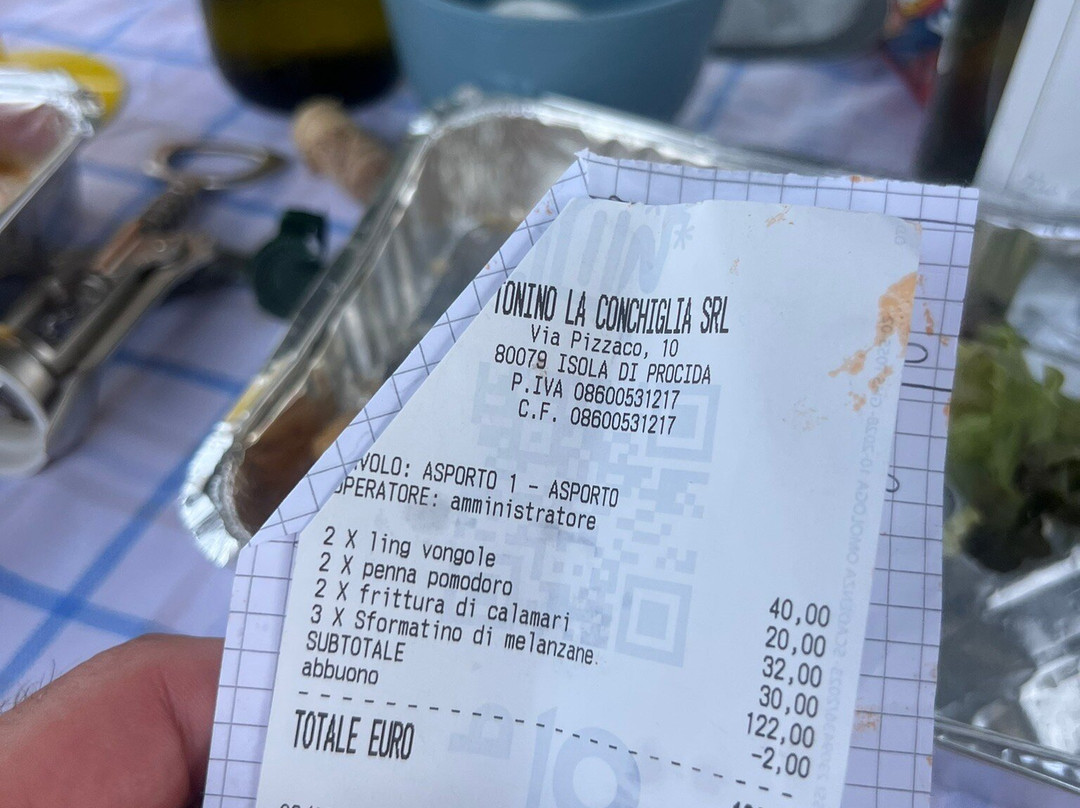 TONINO LA CONCHIGLIA SRL
Via Pizzaco, 10
80079 ISOLA DI PROCIDA
P.IVA 08600531217
C.F. 08600531217
ASPORTO 1 - ASPORTO
OPERATORE: amministratore
2 X ling vongole 40,00
2 X penna pomodoro 20,00
2 X frittura di calamari 32,00
3 X Sformatino di melanzane. 30,00
SUBTOTALE 122,00
abbuono -2,00
TOTALE EURO